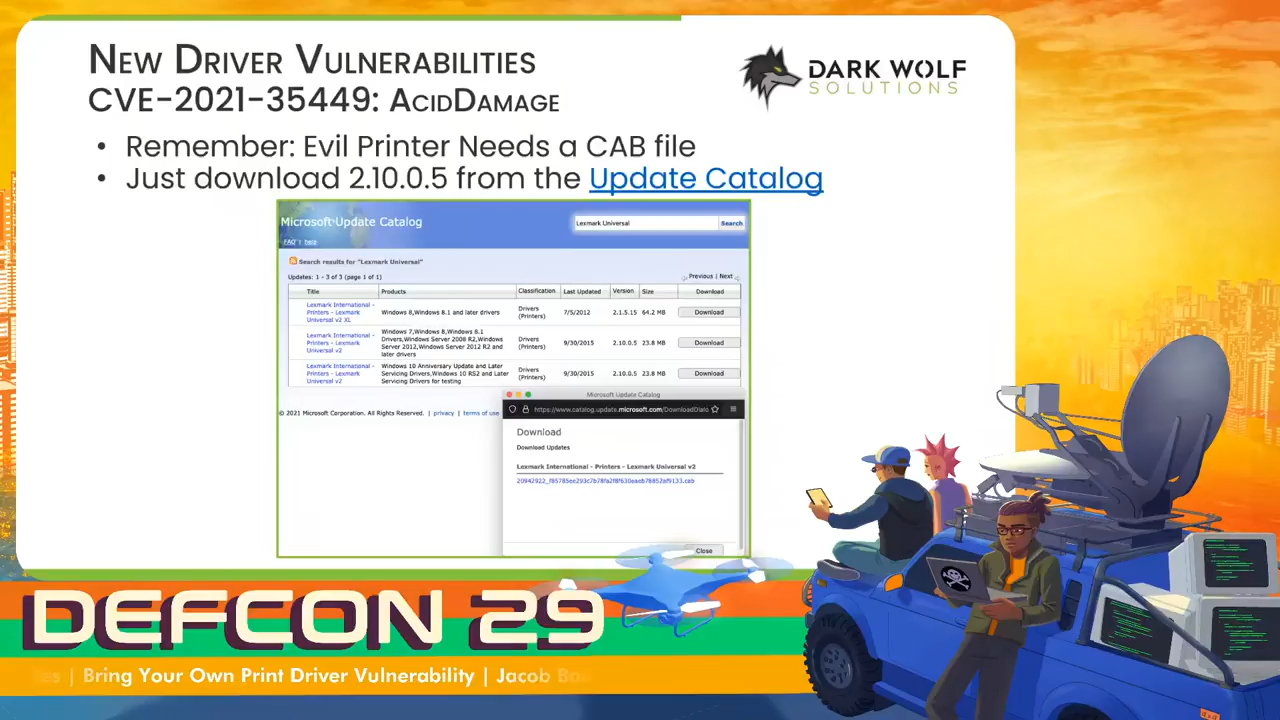 New Driver Vulnerabilities
CVE-2021-35449: AcidDamage
DARK WOLF
SOLUTIONS
• Remember: Evil Printer Needs a CAB file
• Just download 2.10.0.5 from the Update Catalog
Microsoft Update Catalog
Lexmark Universal
Search
FAQ | help
Search results for "Lexmark Universal"
Updates: 1 - 3 of 3 (page 1 of 1)
Previous | Next
Title Products Classification Last Updated Version Size Download
Lexmark International -
Printers - Lexmark
Universal v2 XL
Windows 8,Windows 8.1 and later drivers
Drivers
(Printers)
7/5/2012
2.1.5.15
64.2 MB
Download
Lexmark International -
Printers - Lexmark
Universal v2
Windows 7,Windows 8,Windows 8.1
Drivers,Windows Server 2008 R2,Windows
Server 2012,Windows Server 2012 R2 and
later drivers
Drivers
(Printers)
9/30/2015
2.10.0.5
23.8 MB
Download
Lexmark International -
Printers - Lexmark
Universal v2
Windows 10 Anniversary Update and Later
Servicing Drivers,Windows 10 RS2 and Later
Servicing Drivers for testing
Drivers
(Printers)
9/30/2015
2.10.0.5
23.8 MB
Download
© 2021 Microsoft Corporation. All Rights Reserved. | privacy | terms of use
Microsoft Update Catalog
https://www.catalog.update.microsoft.com/DownloadDialo
Download
Download Updates
Lexmark International - Printers - Lexmark Universal v2
Close
DEFCON 29
| Bring Your Own Print Driver Vulnerability | Jacob